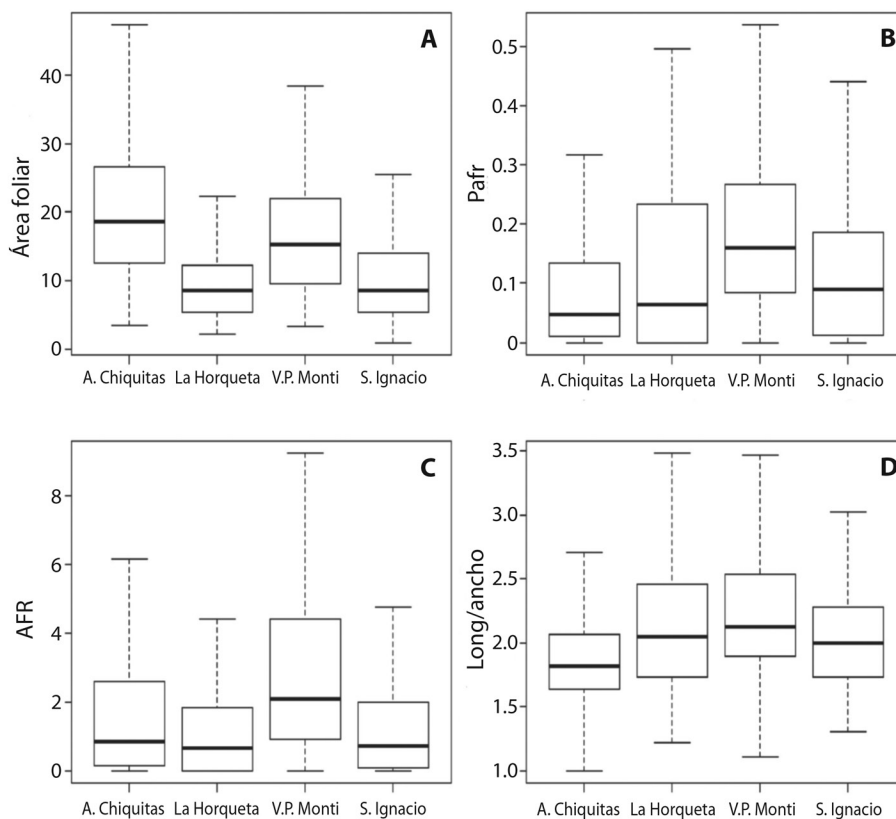 A
Área foliar
40
30
20
10
0
A. Chiquitas La Horqueta V.P. Monti S. Ignacio
B
Pafr
0.5
0.4
0.3
0.2
0.1
0
A. Chiquitas La Horqueta V.P. Monti S. Ignacio
C
AFR
8
6
4
2
0
A. Chiquitas La Horqueta V.P. Monti S. Ignacio
D
Long/ancho
3.5
3.0
2.5
2.0
1.5
1.0
A. Chiquitas La Horqueta V.P. Monti S. Ignacio